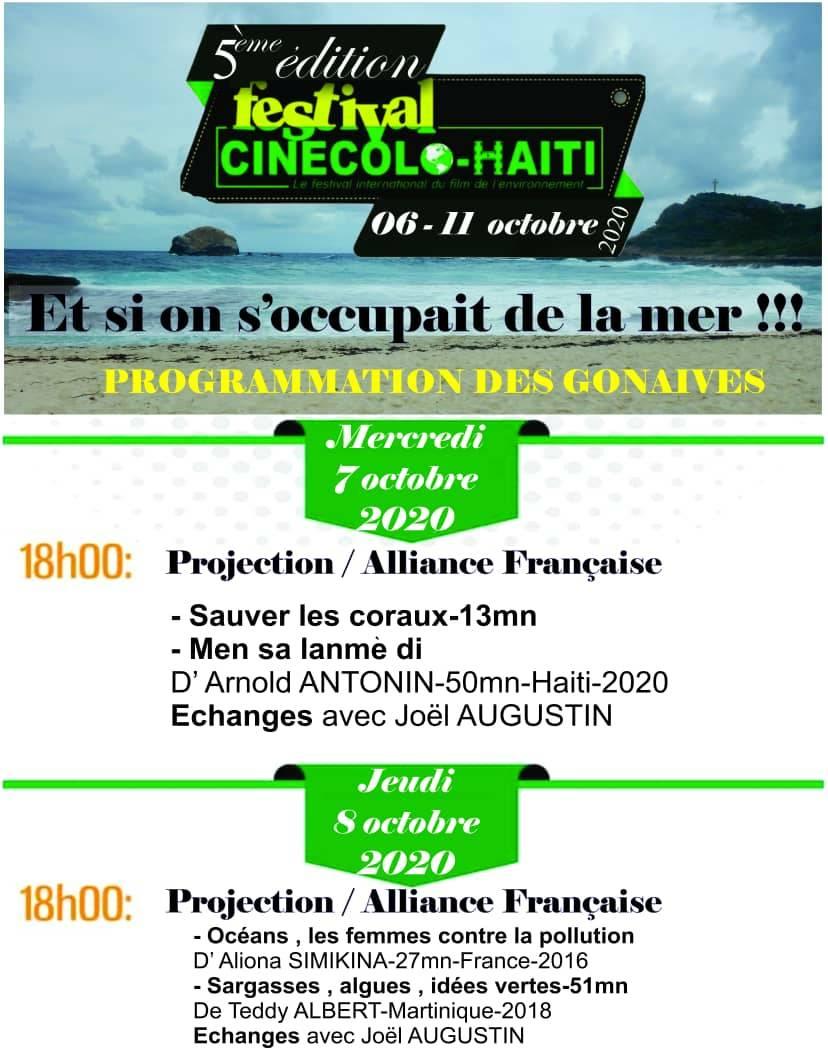 5ème édition
festival
CINECOLO-HAITI
Le festival international du film de l'environnement
06 - 11 octobre 2020
Et si on s'occupait de la mer !!!
PROGRAMMATION DES GONAIVES
Mercredi
7 octobre
2020
18h00: Projection / Alliance Française
- Sauver les coraux-13mn
- Men sa lanmè di
D' Arnold ANTONIN-50mn-Haiti-2020
Echanges avec Joël AUGUSTIN
Jeudi
8 octobre
2020
18h00: Projection / Alliance Française
- Océans , les femmes contre la pollution
D' Aliona SIMIKINA-27mn-France-2016
- Sargasses , algues , idées vertes-51mn
De Teddy ALBERT-Martinique-2018
Echanges avec Joël AUGUSTIN